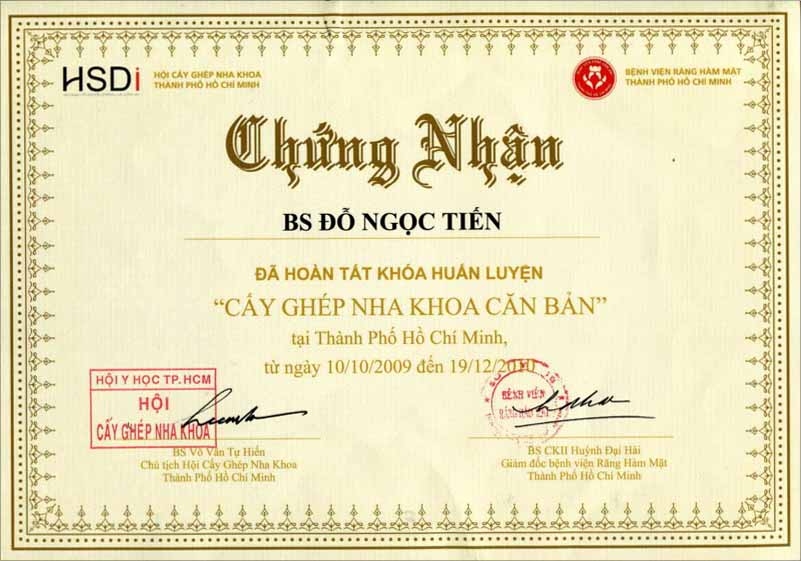 HSDi
HỘI CẤY GHÉP NHA KHOA
THÀNH PHỐ HỒ CHÍ MINH
BỆNH VIỆN RĂNG HÀM MẶT
THÀNH PHỐ HỒ CHÍ MINH
Chứng Nhận
BS ĐỖ NGỌC TIẾN
ĐÃ HOÀN TẤT KHÓA HUẤN LUYỆN
“CẤY GHÉP NHA KHOA CĂN BẢN”
tại Thành Phố Hồ Chí Minh,
từ ngày 10/10/2009 đến 19/12/2010
HỘI Y HỌC TP.HCM
HỘI
CẤY GHÉP NHA KHOA
BS Võ Văn Tự Hiến
Chủ tịch Hội Cấy Ghép Nha Khoa
Thành Phố Hồ Chí Minh
BỆNH VIỆN
RĂNG HÀM MẶT
BS CKII Huỳnh Đại Hải
Giám đốc bệnh viện Răng Hàm Mặt
Thành Phố Hồ Chí Minh